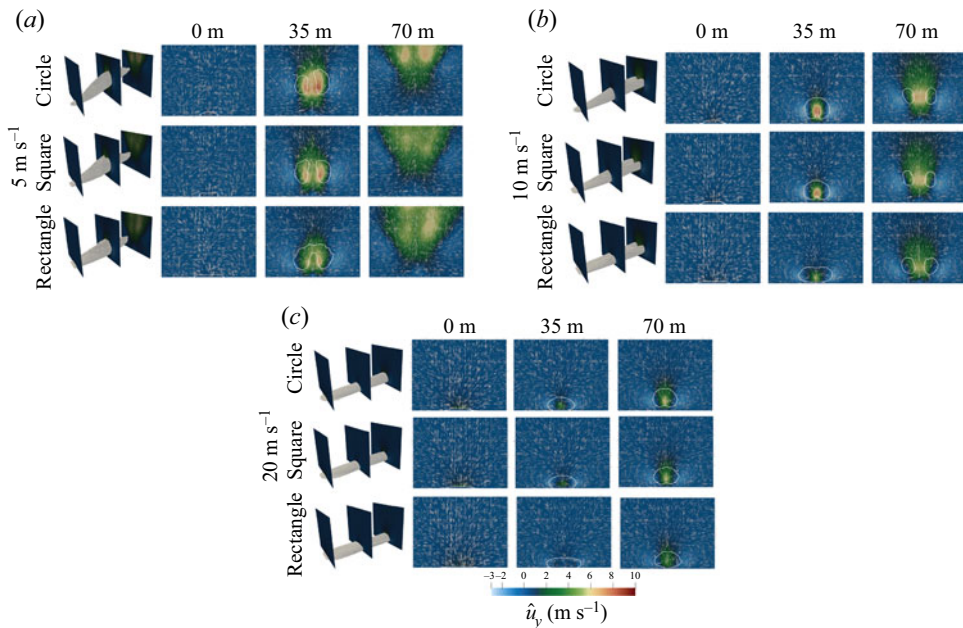 (a)
0 m
35 m
70 m
5 m s⁻¹
Circle
Square
Rectangle
(b)
0 m
35 m
70 m
10 m s⁻¹
Circle
Square
Rectangle
(c)
0 m
35 m
70 m
20 m s⁻¹
Circle
Square
Rectangle
−3 −2 0 2 4 6 8 10
û_y (m s⁻¹)